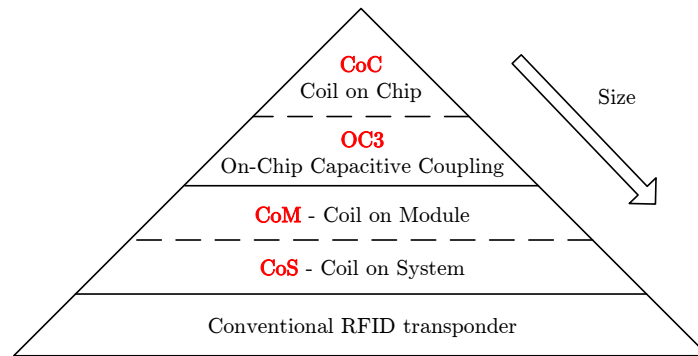 CoC
Coil on Chip
Size
OC3
On-Chip Capacitive Coupling
CoM - Coil on Module
CoS - Coil on System
Conventional RFID transponder